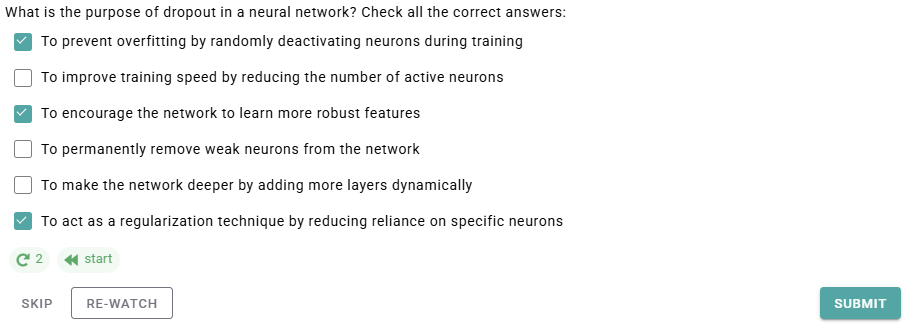 What is the purpose of dropout in a neural network? Check all the correct answers:
To prevent overfitting by randomly deactivating neurons during training
To improve training speed by reducing the number of active neurons
To encourage the network to learn more robust features
To permanently remove weak neurons from the network
To make the network deeper by adding more layers dynamically
To act as a regularization technique by reducing reliance on specific neurons
2 start
SKIP RE-WATCH SUBMIT